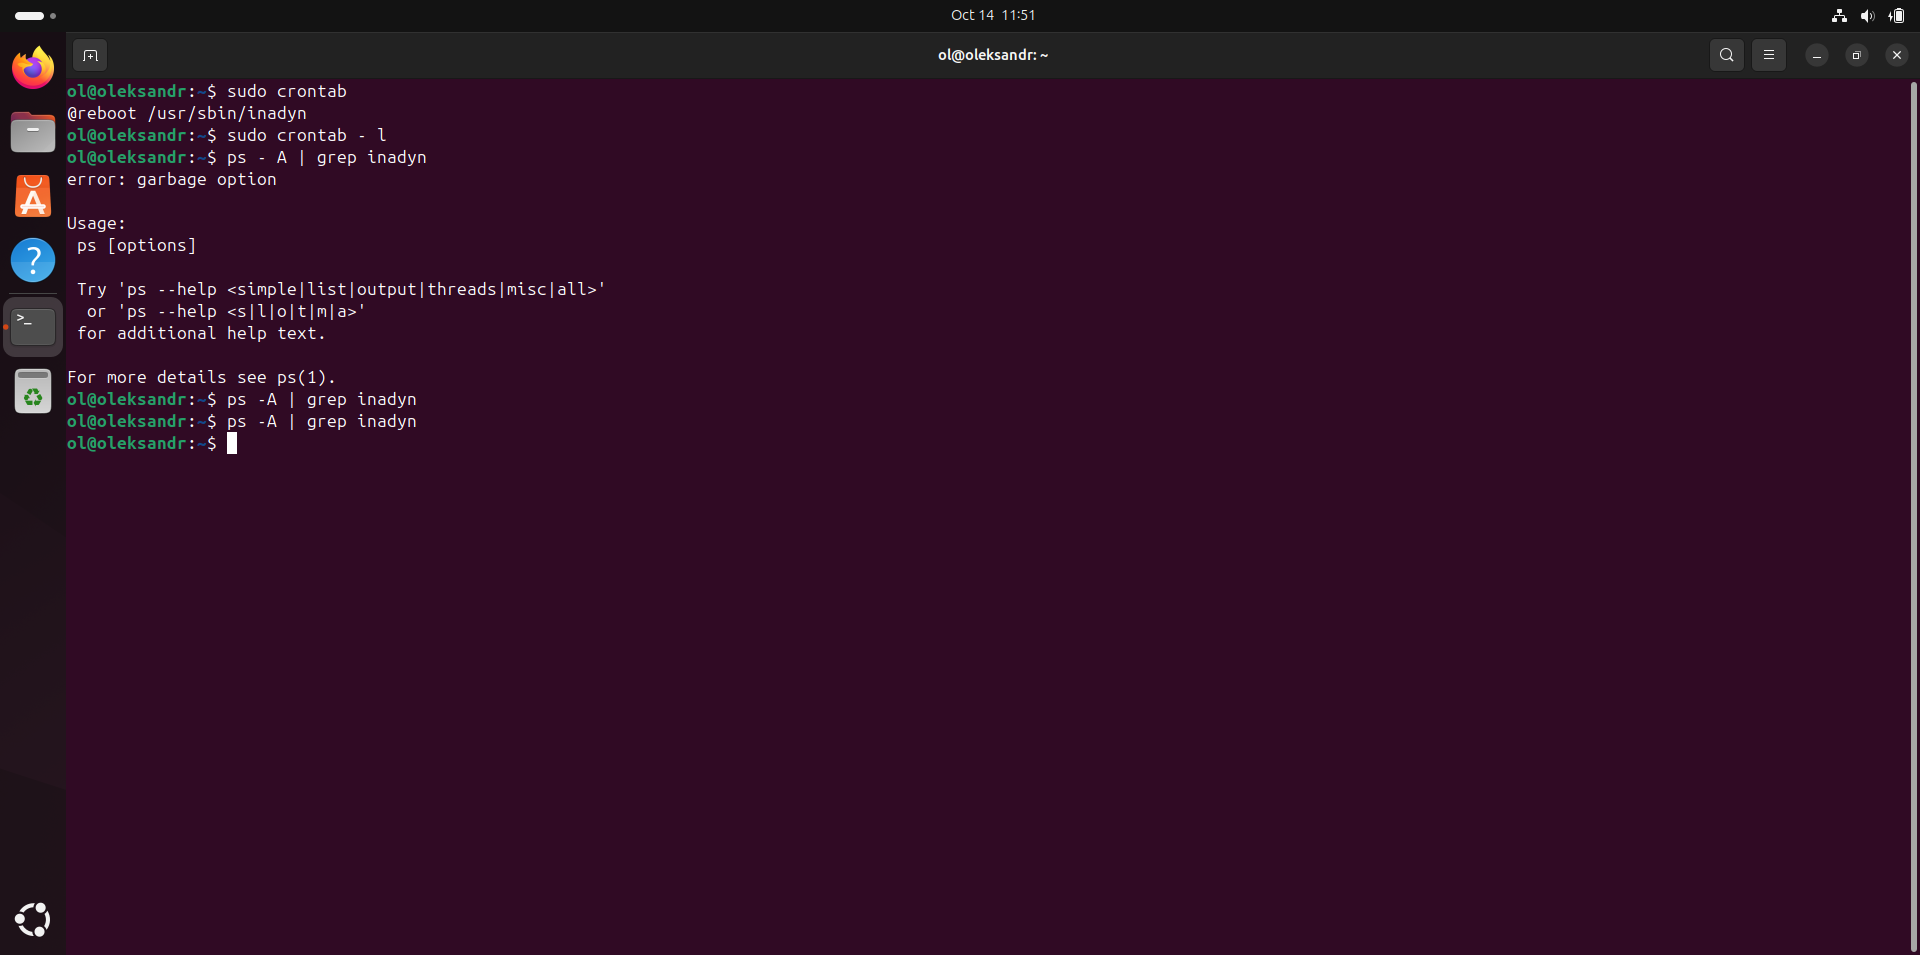 Oct 14 11:51
ol@oleksandr: ~
ol@oleksandr:~$ sudo crontab
@reboot /usr/sbin/inadyn
ol@oleksandr:~$ sudo crontab - l
ol@oleksandr:~$ ps - A | grep inadyn
error: garbage option
Usage:
ps [options]
Try 'ps --help <simple|list|output|threads|misc|all>'
or 'ps --help <s|l|o|t|m|a>'
for additional help text.
For more details see ps(1).
ol@oleksandr:~$ ps -A | grep inadyn
ol@oleksandr:~$ ps -A | grep inadyn
ol@oleksandr:~$